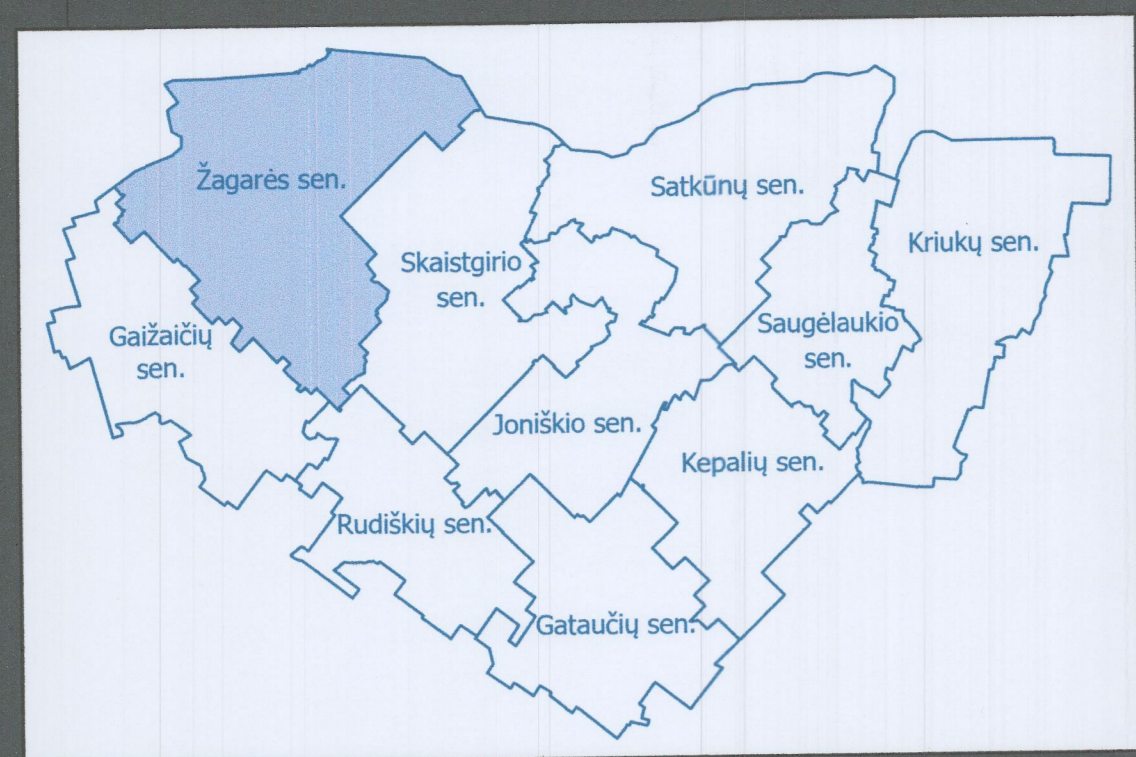 Žagarės sen.
Satkūnų sen.
Kriukų sen.
Skaistgirio
sen.
Gaižaičių
sen.
Saugėlaukio
sen.
Joniškio sen.
Kepalių sen.
Rudiškių sen.
Gataučių sen.